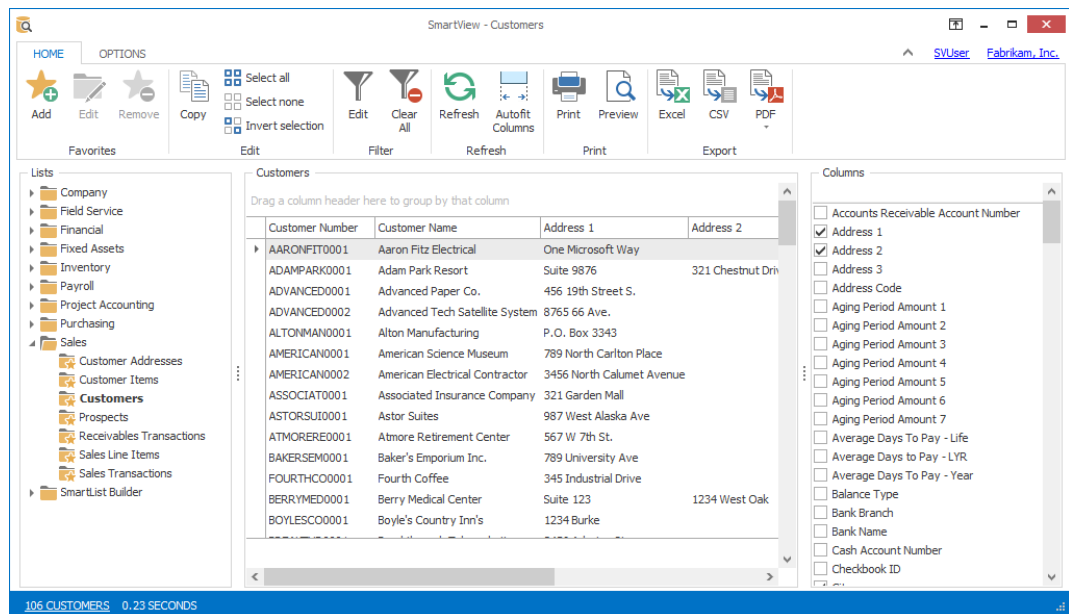 SmartView - Customers
HOME OPTIONS SVUser Fabrikam, Inc.
Add Edit Remove Copy Select all Select none Invert selection Edit Clear All Refresh Autofit Columns Print Preview Excel CSV PDF
Favorites Edit Filter Refresh Print Export
Lists
Company
Field Service
Financial
Fixed Assets
Inventory
Payroll
Project Accounting
Purchasing
Sales
Customer Addresses
Customer Items
Customers
Prospects
Receivables Transactions
Sales Line Items
Sales Transactions
SmartList Builder
Customers
Drag a column header here to group by that column
Customer Number Customer Name Address 1 Address 2
AARONFIT0001 Aaron Fitz Electrical One Microsoft Way
ADAMPARK0001 Adam Park Resort Suite 9876 321 Chestnut Driv
ADVANCED0001 Advanced Paper Co. 456 19th Street S.
ADVANCED0002 Advanced Tech Satellite System 8765 66 Ave.
ALTONMAN0001 Alton Manufacturing P.O. Box 3343
AMERICAN0001 American Science Museum 789 North Carlton Place
AMERICAN0002 American Electrical Contractor 3456 North Calumet Avenue
ASSOCIAT0001 Associated Insurance Company 321 Garden Mall
ASTORSUI0001 Astor Suites 987 West Alaska Ave
ATMORERE0001 Atmore Retirement Center 567 W 7th St.
BAKERSEM0001 Baker's Emporium Inc. 789 University Ave
FOURTHCO0001 Fourth Coffee 345 Industrial Drive
BERRYMED0001 Berry Medical Center Suite 123 1234 West Oak
BOYLESCO0001 Boyle's Country Inn's 1234 Burke
Columns
Accounts Receivable Account Number
Address 1
Address 2
Address 3
Address Code
Aging Period Amount 1
Aging Period Amount 2
Aging Period Amount 3
Aging Period Amount 4
Aging Period Amount 5
Aging Period Amount 6
Aging Period Amount 7
Average Days To Pay - Life
Average Days to Pay - LYR
Average Days To Pay - Year
Balance Type
Bank Branch
Bank Name
Cash Account Number
Checkbook ID
106 CUSTOMERS 0.23 SECONDS